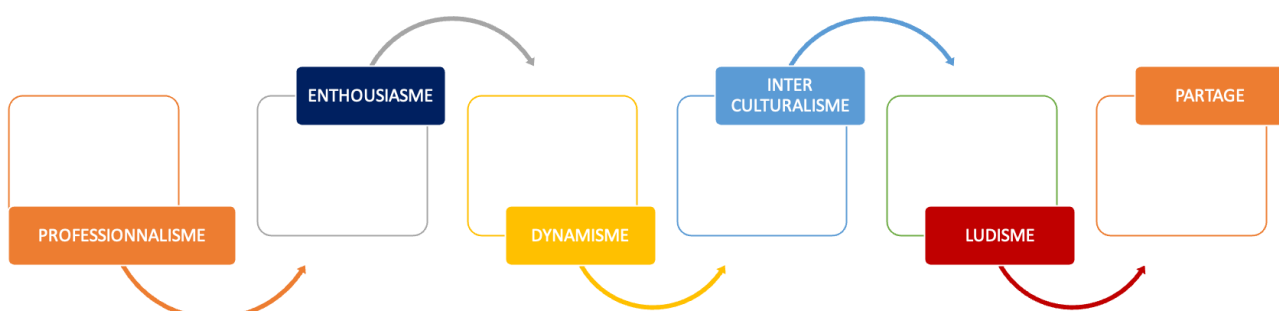 PROFESSIONNALISME
ENTHOUSIASME
DYNAMISME
INTER
CULTURALISME
LUDISME
PARTAGE